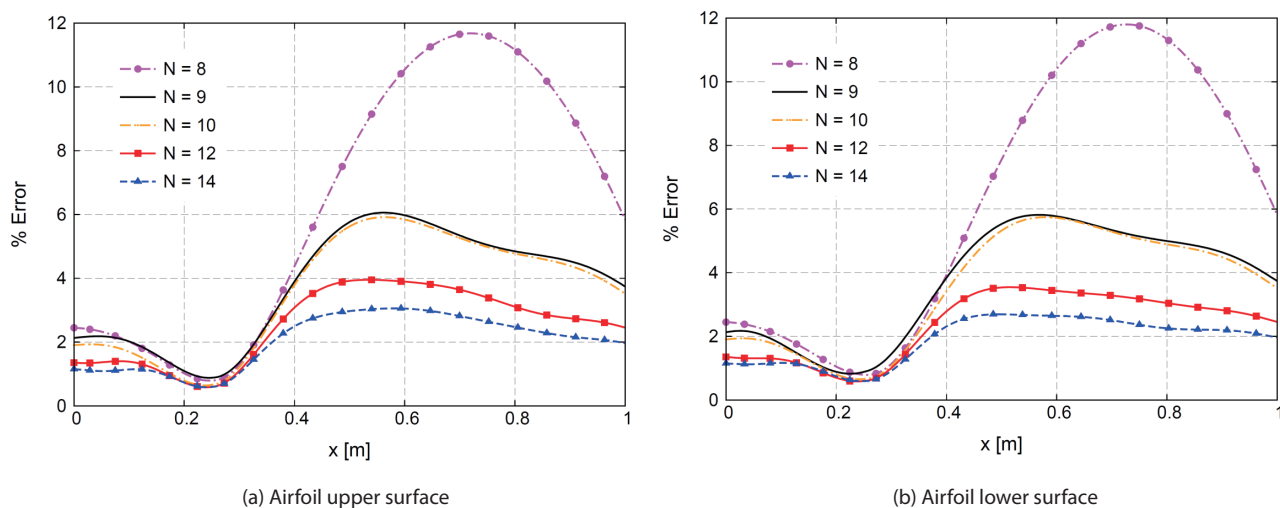 12
10
8
6
4
2
0
% Error
N = 8
N = 9
N = 10
N = 12
N = 14
0 0.2 0.4 0.6 0.8 1
x [m]
(a) Airfoil upper surface
12
10
8
6
4
2
0
% Error
N = 8
N = 9
N = 10
N = 12
N = 14
0 0.2 0.4 0.6 0.8 1
x [m]
(b) Airfoil lower surface